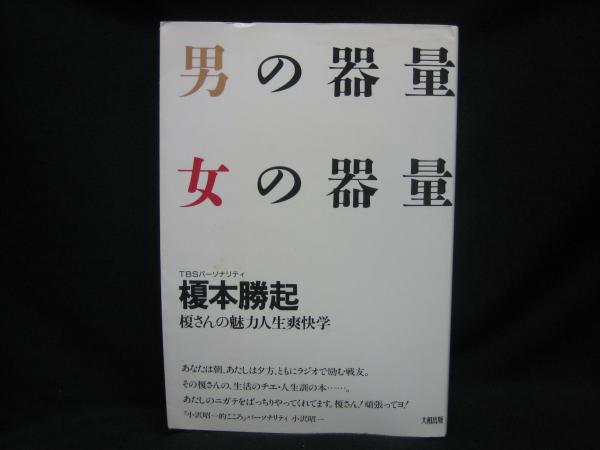 男の器量
女の器量
TBSパーソナリティ
榎本勝起
榎さんの魅力人生爽快学
あなたは朝、あたしは夕方、ともにラジオで励む戦友。
その榎さんの、生活のチエ・人生訓の本……。
あたしのニガテをばっちりやってくれてます。榎さん!頑張ってヨ!
『小沢昭一的こころ』パーソナリティ 小沢昭一
大和出版